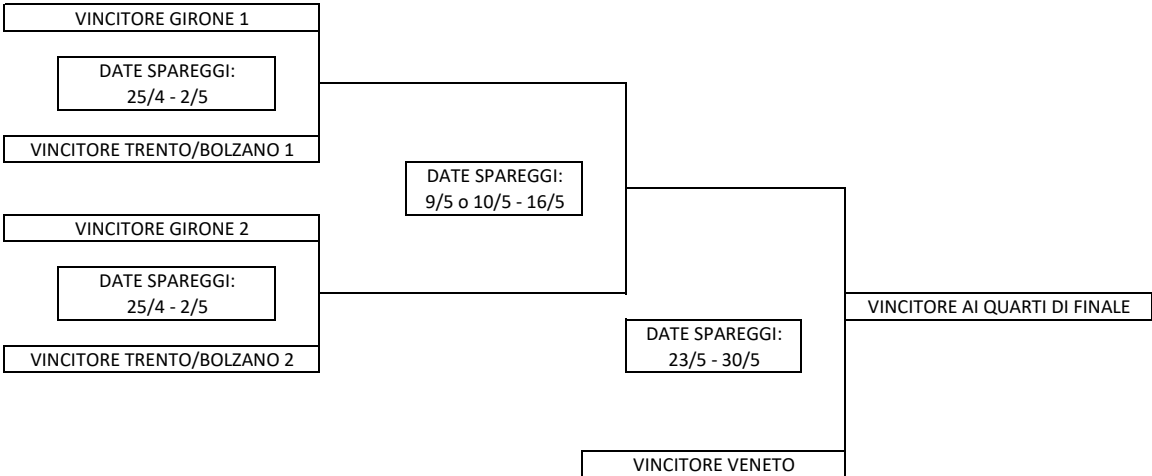 VINCITORE GIRONE 1
DATE SPAREGGI:
25/4 - 2/5
VINCITORE TRENTO/BOLZANO 1
DATE SPAREGGI:
9/5 o 10/5 - 16/5
VINCITORE GIRONE 2
DATE SPAREGGI:
25/4 - 2/5
VINCITORE AI QUARTI DI FINALE
DATE SPAREGGI:
23/5 - 30/5
VINCITORE TRENTO/BOLZANO 2
VINCITORE VENETO